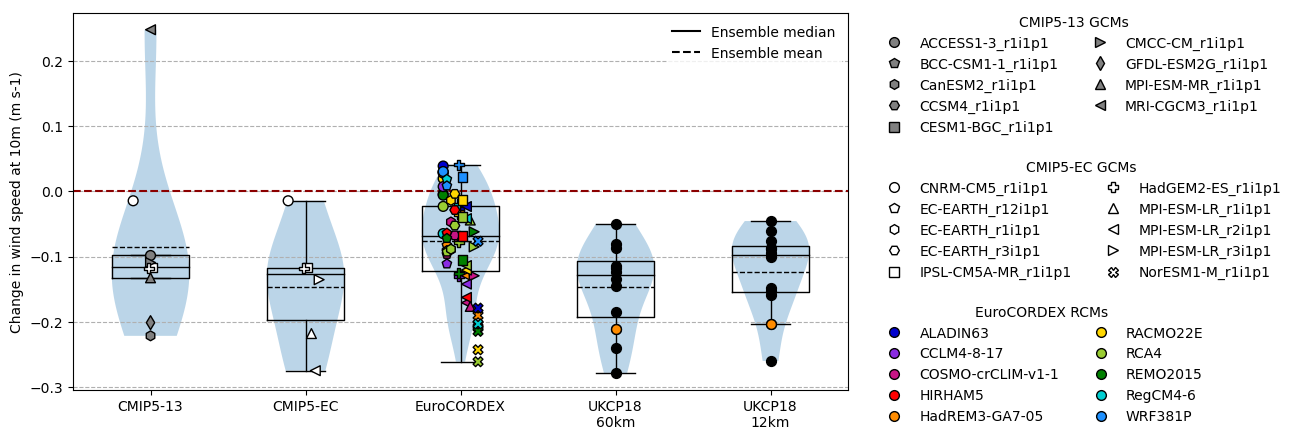 Change in wind speed at 10m (m s-1)
0.2
0.1
0.0
−0.1
−0.2
−0.3
Ensemble median
Ensemble mean
CMIP5-13
CMIP5-EC
EuroCORDEX
UKCP18
60km
UKCP18
12km
CMIP5-13 GCMs
ACCESS1-3_r1i1p1
BCC-CSM1-1_r1i1p1
CanESM2_r1i1p1
CCSM4_r1i1p1
CESM1-BGC_r1i1p1
CMCC-CM_r1i1p1
GFDL-ESM2G_r1i1p1
MPI-ESM-MR_r1i1p1
MRI-CGCM3_r1i1p1
CMIP5-EC GCMs
CNRM-CM5_r1i1p1
EC-EARTH_r12i1p1
EC-EARTH_r1i1p1
EC-EARTH_r3i1p1
IPSL-CM5A-MR_r1i1p1
HadGEM2-ES_r1i1p1
MPI-ESM-LR_r1i1p1
MPI-ESM-LR_r2i1p1
MPI-ESM-LR_r3i1p1
NorESM1-M_r1i1p1
EuroCORDEX RCMs
ALADIN63
CCLM4-8-17
COSMO-crCLIM-v1-1
HIRHAM5
HadREM3-GA7-05
RACMO22E
RCA4
REMO2015
RegCM4-6
WRF381P